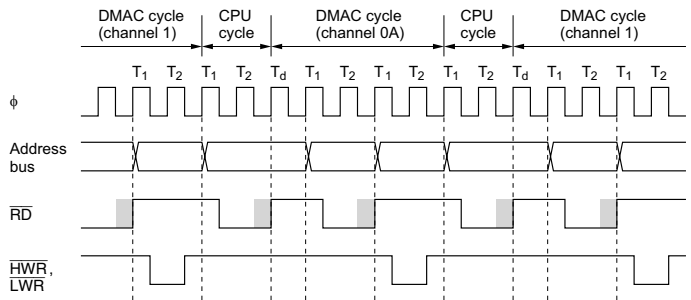 DMAC cycle (channel 1)
CPU cycle
DMAC cycle (channel 0A)
CPU cycle
DMAC cycle (channel 1)
T1 T2 T1 T2 Td T1 T2 T1 T2 T1 T2 Td T1 T2 T1 T2
ϕ
Address
bus
RD
HWR,
LWR